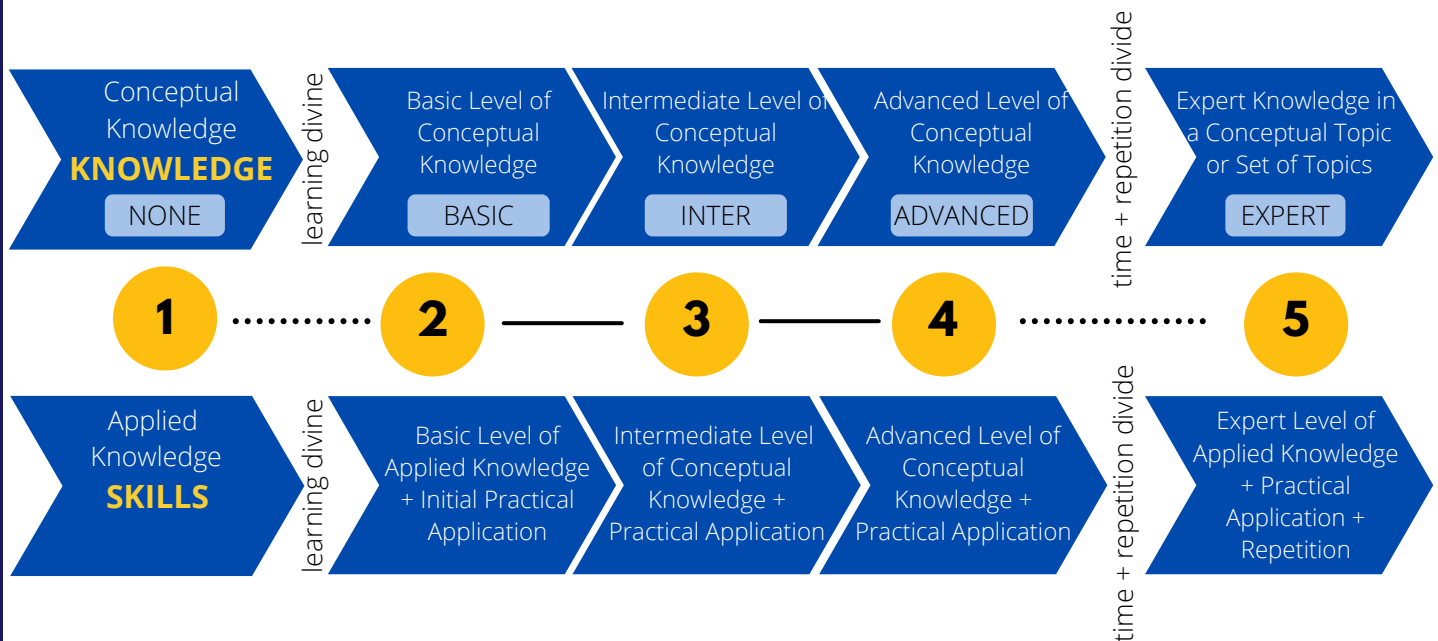 Conceptual
Knowledge
KNOWLEDGE
NONE
learning divine
Basic Level of
Conceptual
Knowledge
BASIC
Intermediate Level of
Conceptual
Knowledge
INTER
Advanced Level of
Conceptual
Knowledge
ADVANCED
time + repetition divide
Expert Knowledge in
a Conceptual Topic
or Set of Topics
EXPERT
1
2
3
4
5
Applied
Knowledge
SKILLS
learning divine
Basic Level of
Applied Knowledge
+ Initial Practical
Application
Intermediate Level
of Conceptual
Knowledge +
Practical Application
Advanced Level of
Conceptual
Knowledge +
Practical Application
time + repetition divide
Expert Level of
Applied Knowledge
+ Practical
Application +
Repetition